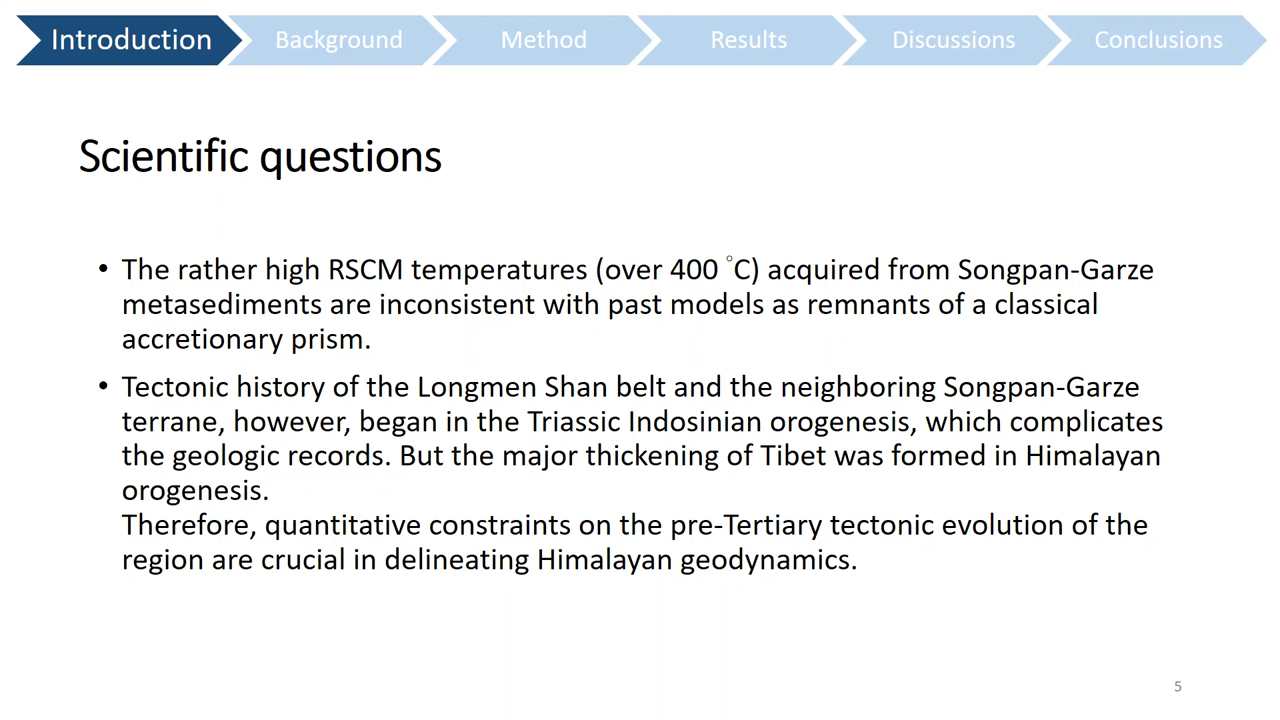 Introduction
Background
Method
Results
Discussions
Conclusions
Scientific questions
• The rather high RSCM temperatures (over 400 °C) acquired from Songpan-Garze
metasediments are inconsistent with past models as remnants of a classical
accretionary prism.
• Tectonic history of the Longmen Shan belt and the neighboring Songpan-Garze
terrane, however, began in the Triassic Indosinian orogenesis, which complicates
the geologic records. But the major thickening of Tibet was formed in Himalayan
orogenesis.
Therefore, quantitative constraints on the pre-Tertiary tectonic evolution of the
region are crucial in delineating Himalayan geodynamics.
5